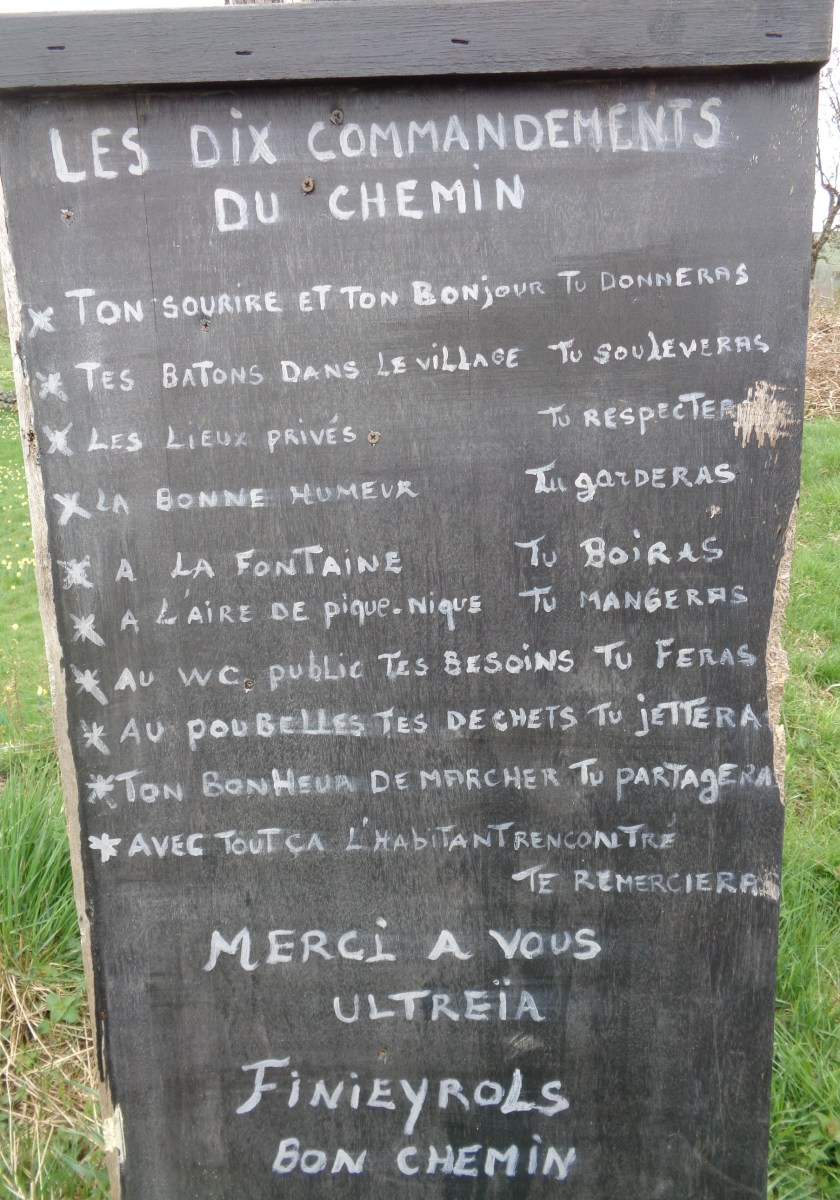 LES DIX COMMANDEMENTS
DU CHEMIN
* TON SOURIRE ET TON BONJOUR TU DONNERAS
* TES BATONS DANS LE VILLAGE TU SOULEVERAS
* LES LIEUX PRIVÉS TU RESPECTER
* LA BONNE HUMEUR TU GARDERAS
* A LA FONTAINE TU BOIRAS
* A L'AIRE DE PIQUE-NIQUE TU MANGERAS
* AU WC PUBLIC TES BESOINS TU FERAS
* AU POUBELLES TES DECHETS TU JETTERA
* TON BONHEUR DE MARCHER TU PARTAGERA
* AVEC TOUT ÇA L'HABITANT RENCONTRÉ
TE REMERCIERA
MERCI A VOUS
ULTREÏA
FINIEYROLS
BON CHEMIN